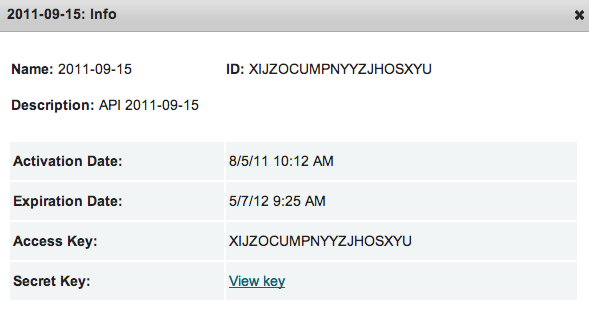 2011-09-15: Info ×
Name: 2011-09-15 ID: XIJZOCUMPNYYZJHOSXYU
Description: API 2011-09-15
Activation Date: 8/5/11 10:12 AM
Expiration Date: 5/7/12 9:25 AM
Access Key: XIJZOCUMPNYYZJHOSXYU
Secret Key: View key